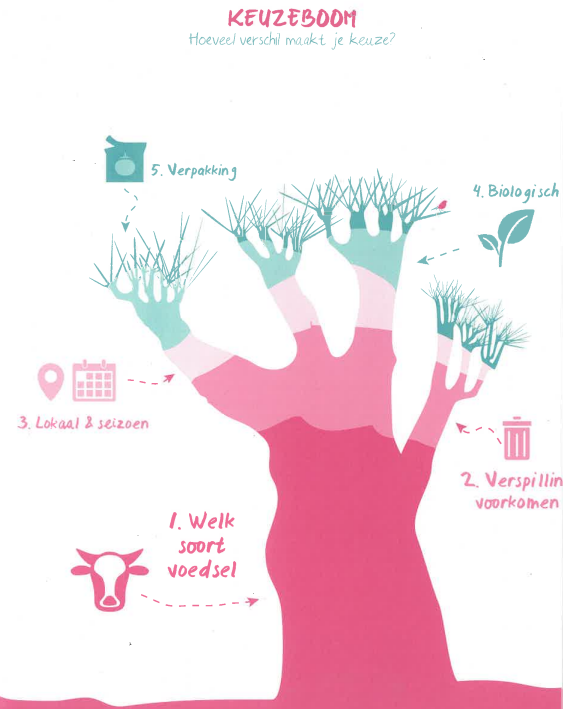 KEUZEBOOM
Hoeveel verschil maakt je keuze?
5. Verpakking
4. Biologisch
3. Lokaal & seizoen
2. Verspillin
voorkomen
1. Welk
soort
voedsel